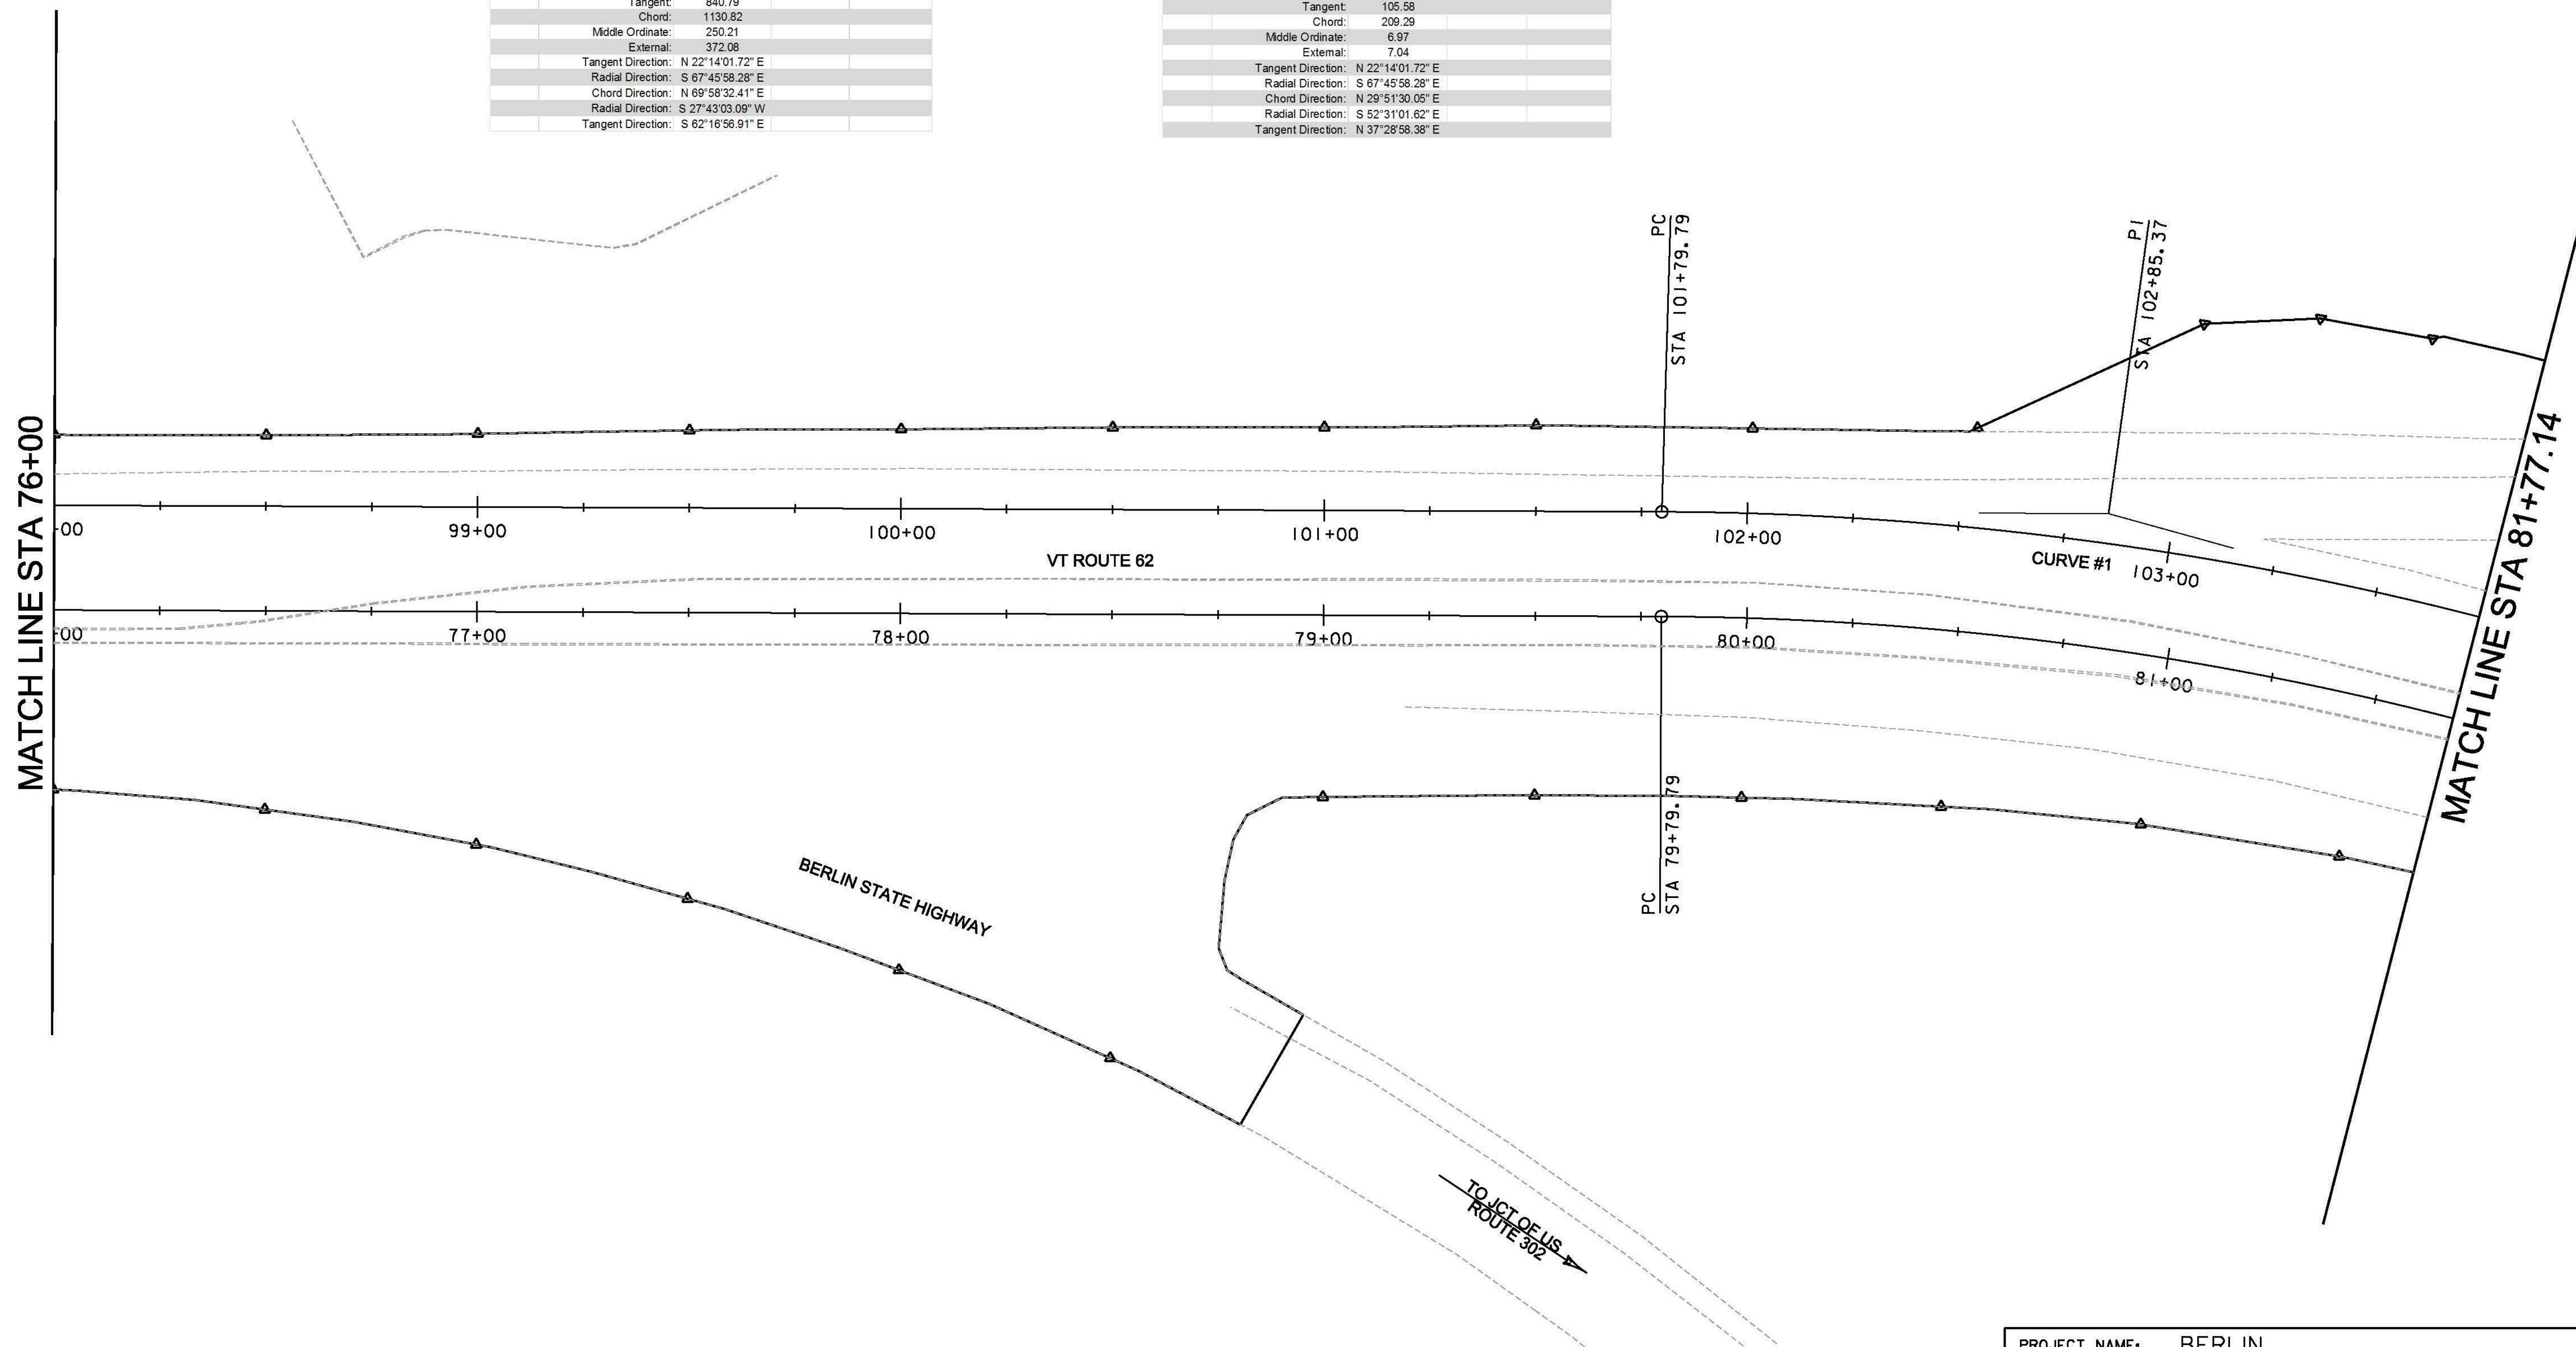 Tangent: 840.79
Chord: 1130.82
Middle Ordinate: 250.21
External: 372.08
Tangent Direction: N 22°14'01.72" E
Radial Direction: S 67°45'58.28" E
Chord Direction: N 69°58'32.41" E
Radial Direction: S 27°43'03.09" W
Tangent Direction: S 62°16'56.91" E
Tangent: 105.58
Chord: 209.29
Middle Ordinate: 6.97
External: 7.04
Tangent Direction: N 22°14'01.72" E
Radial Direction: S 67°45'58.28" E
Chord Direction: N 29°51'30.05" E
Radial Direction: S 52°31'01.62" E
Tangent Direction: N 37°28'58.38" E
PC
STA 101+79.79
PI
STA 102+85.37
MATCH LINE STA 76+00
+00
99+00
100+00
101+00
102+00
103+00
VT ROUTE 62
CURVE #1
+00
77+00
78+00
79+00
80+00
81+00
MATCH LINE STA 81+77.14
PC
STA 79+79.79
BERLIN STATE HIGHWAY
TO JCT OF US
ROUTE 302
PROJECT NAME: BERLIN